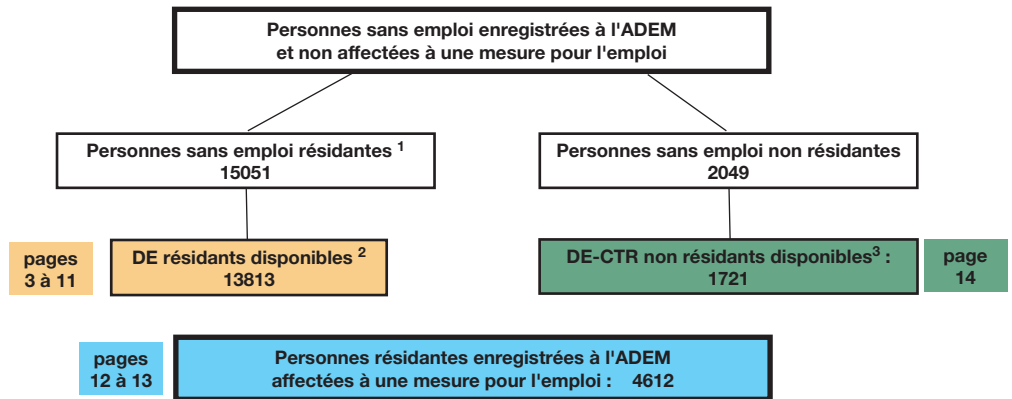 Personnes sans emploi enregistrées à l'ADEM
et non affectées à une mesure pour l'emploi
Personnes sans emploi résidantes 1
15051
Personnes sans emploi non résidantes
2049
pages
3 à 11
DE résidants disponibles 2
13813
DE-CTR non résidants disponibles3 :
1721
page
14
pages
12 à 13
Personnes résidantes enregistrées à l'ADEM
affectées à une mesure pour l'emploi : 4612